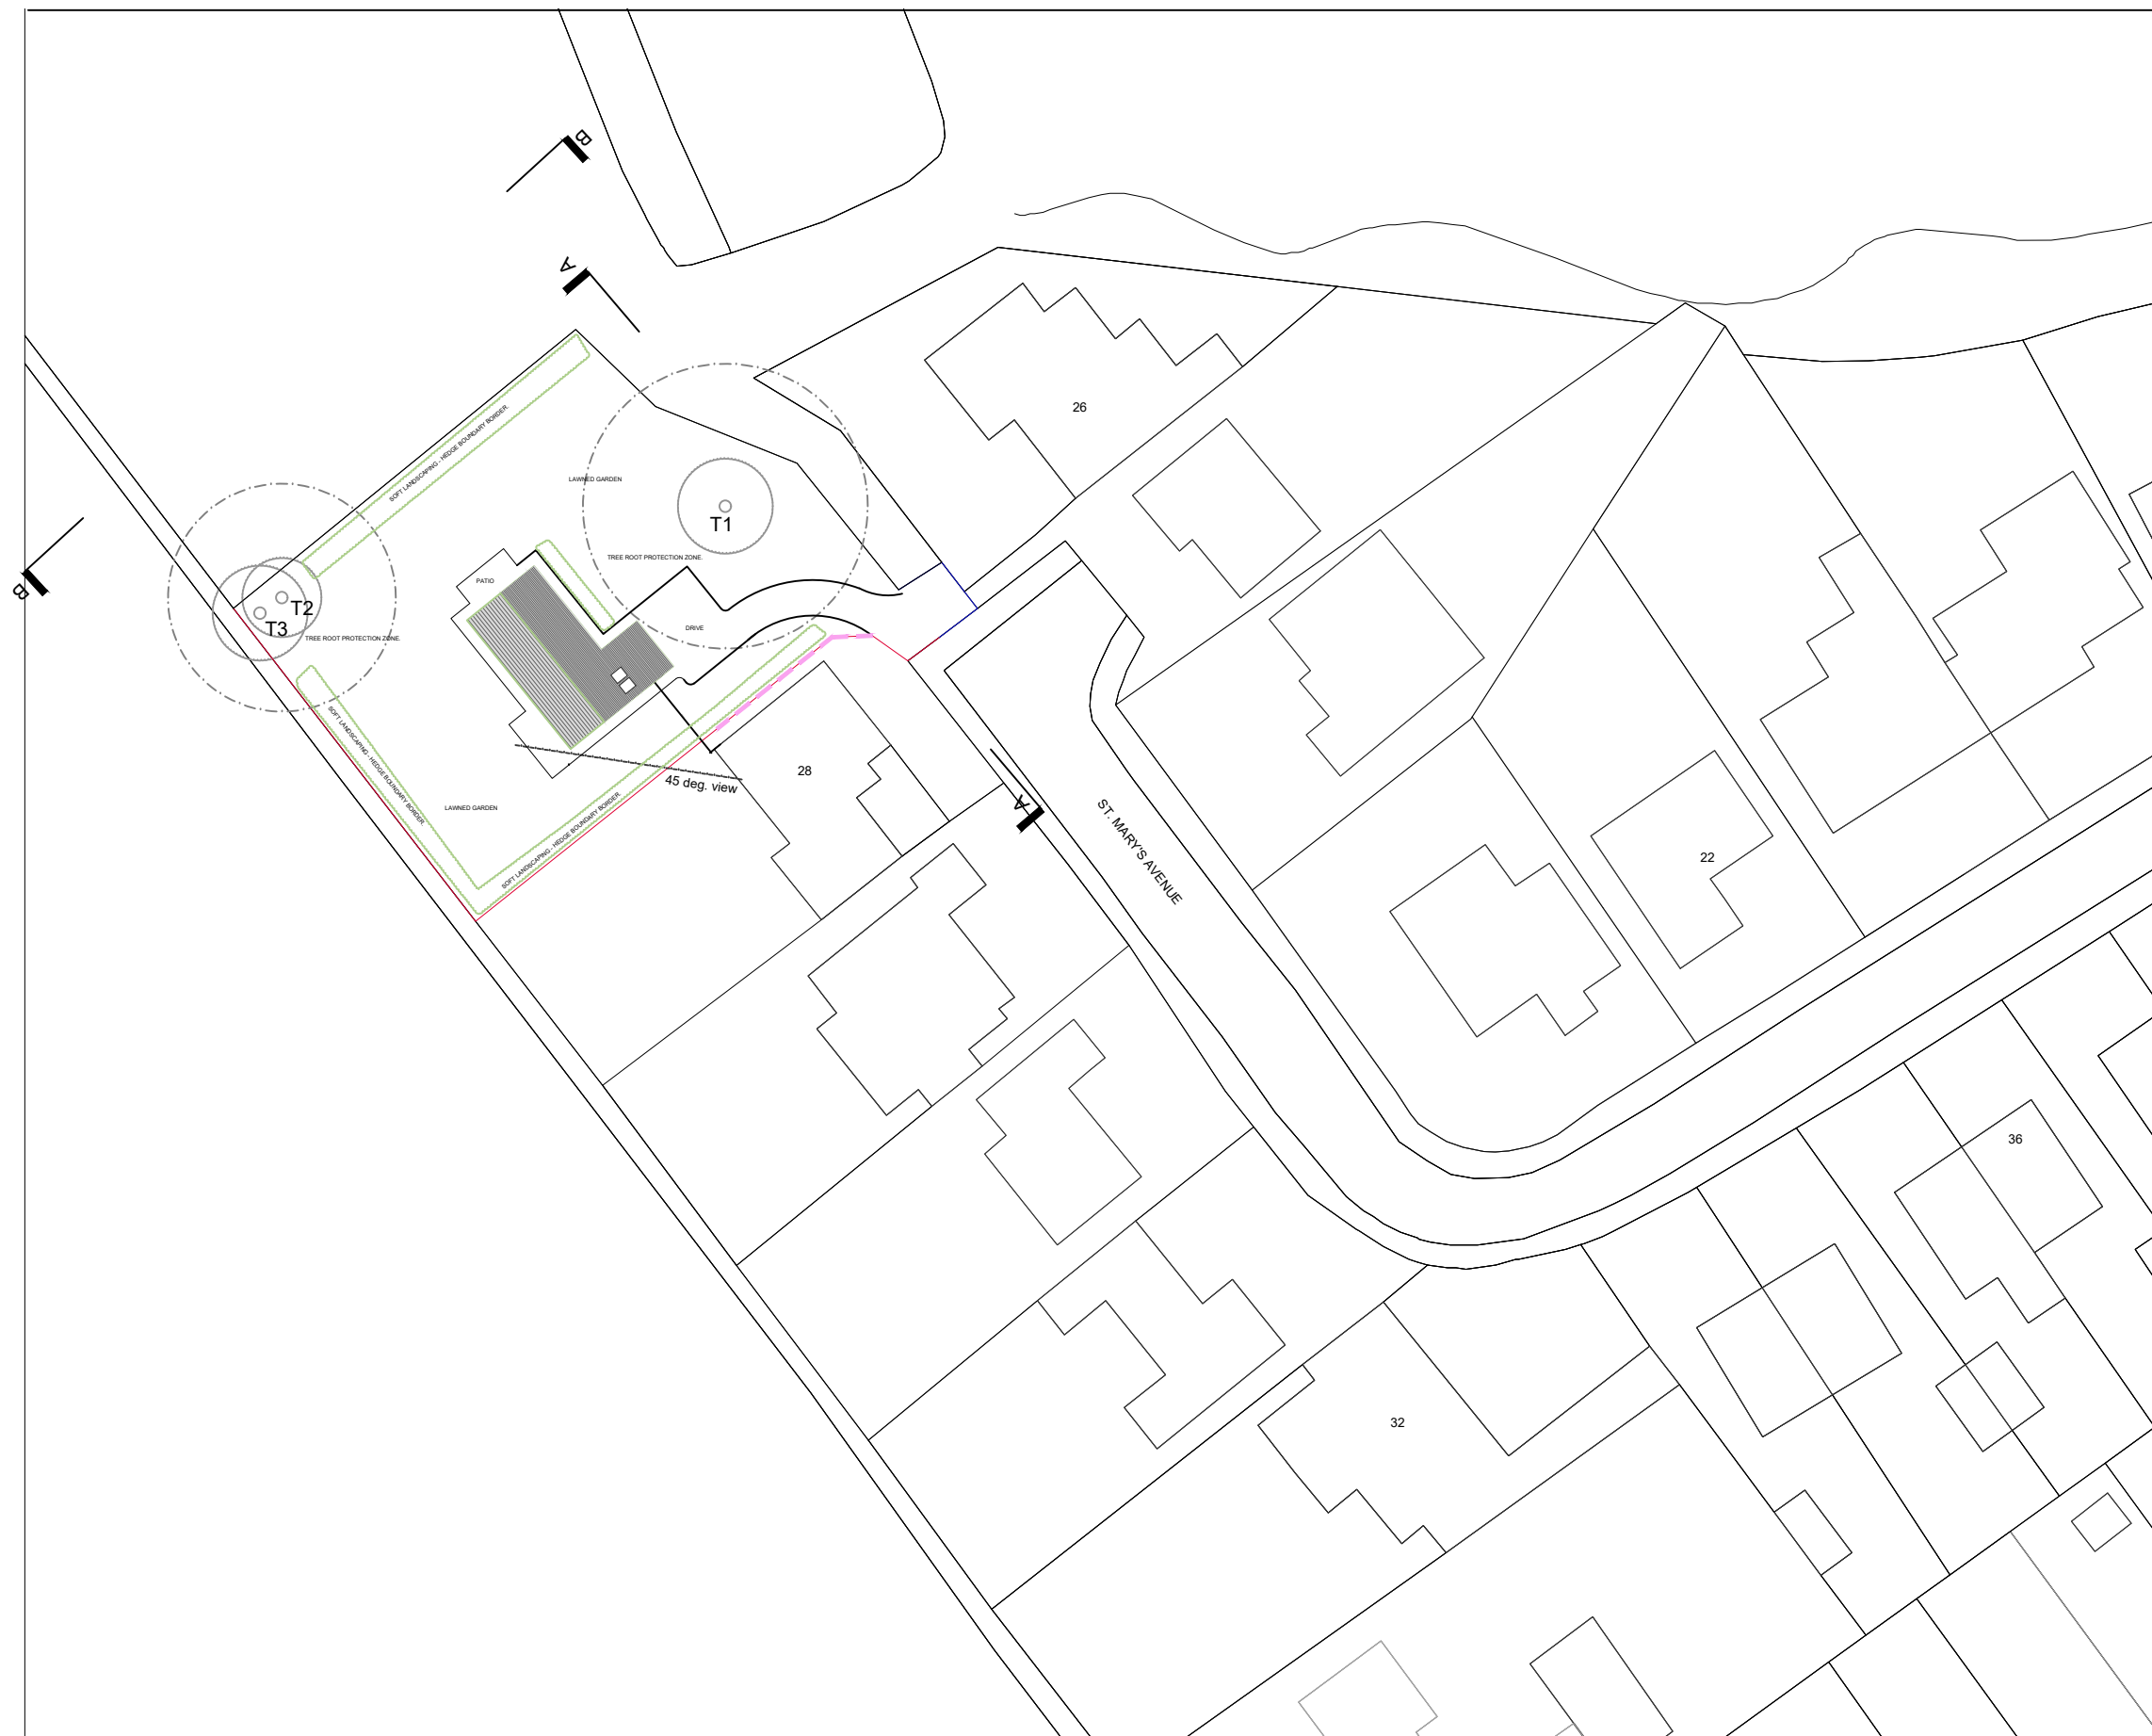 B
A
26
SOFT LANDSCAPING - HEDGE BOUNDARY BORDER.
LAWNED GARDEN
T1
TREE ROOT PROTECTION ZONE.
PATIO
B
T2
T3
TREE ROOT PROTECTION ZONE.
DRIVE
SOFT LANDSCAPING - HEDGE BOUNDARY BORDER.
28
45 deg. view
LAWNED GARDEN
SOFT LANDSCAPING - HEDGE BOUNDARY BORDER.
A
ST. MARY'S AVENUE
22
36
32